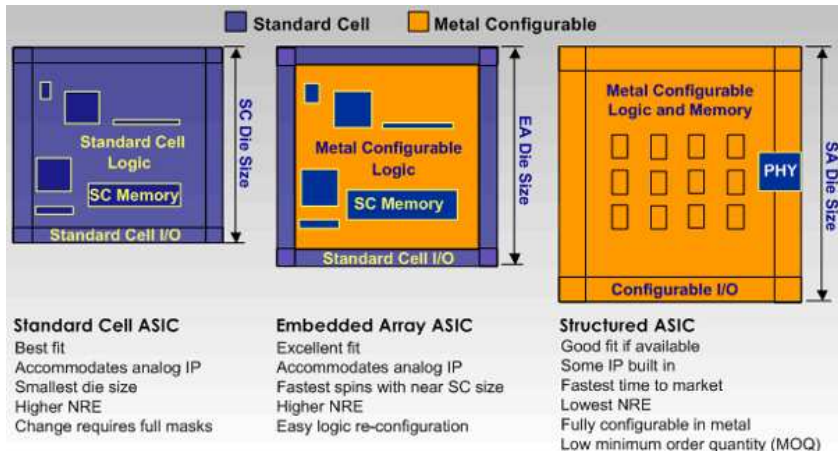 Standard Cell
Metal Configurable
Standard Cell
Logic
SC Memory
Standard Cell I/O
SC Die Size
Metal Configurable
Logic
SC Memory
Standard Cell I/O
EA Die Size
Metal Configurable
Logic and Memory
PHY
Configurable I/O
SA Die Size
Standard Cell ASIC
Best fit
Accommodates analog IP
Smallest die size
Higher NRE
Change requires full masks
Embedded Array ASIC
Excellent fit
Accommodates analog IP
Fastest spins with near SC size
Higher NRE
Easy logic re-configuration
Structured ASIC
Good fit if available
Some IP built in
Fastest time to market
Lowest NRE
Fully configurable in metal
Low minimum order quantity (MOQ)